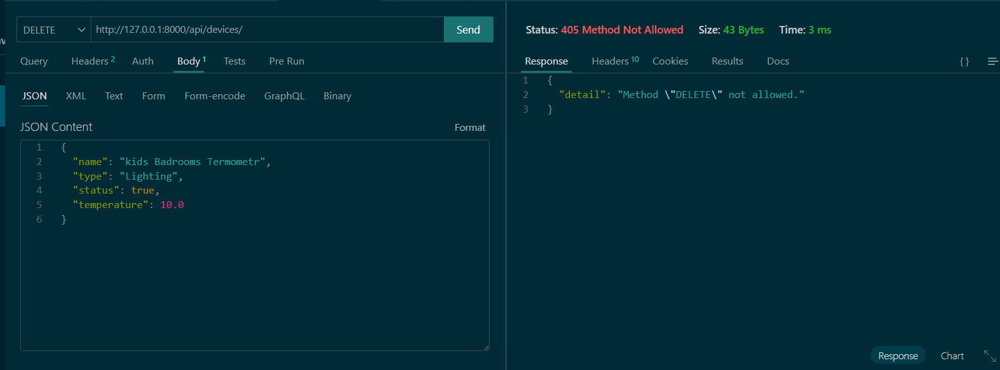 DELETE http://127.0.0.1:8000/api/devices/ Send
Query Headers 2 Auth Body 1 Tests Pre Run
JSON XML Text Form Form-encode GraphQL Binary
JSON Content Format
1 {
2 "name": "kids Badrooms Termometr",
3 "type": "Lighting",
4 "status": true,
5 "temperature": 10.0
6 }
Status: 405 Method Not Allowed Size: 43 Bytes Time: 3 ms
Response Headers 10 Cookies Results Docs { }
1 {
2 "detail": "Method \"DELETE\" not allowed."
3 }
Response Chart